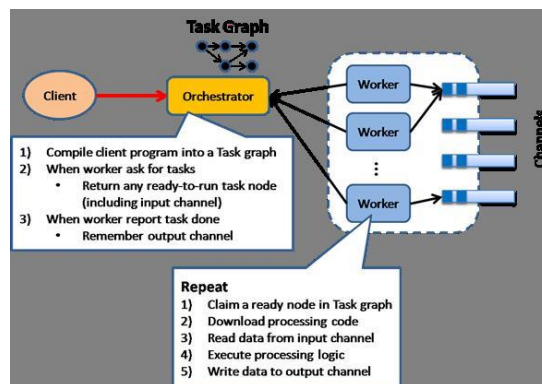 Task Graph
Client
Orchestrator
Worker
Worker
...
Worker
Channels
1) Compile client program into a Task graph
2) When worker ask for tasks
• Return any ready-to-run task node
(including input channel)
3) When worker report task done
• Remember output channel
Repeat
1) Claim a ready node in Task graph
2) Download processing code
3) Read data from input channel
4) Execute processing logic
5) Write data to output channel